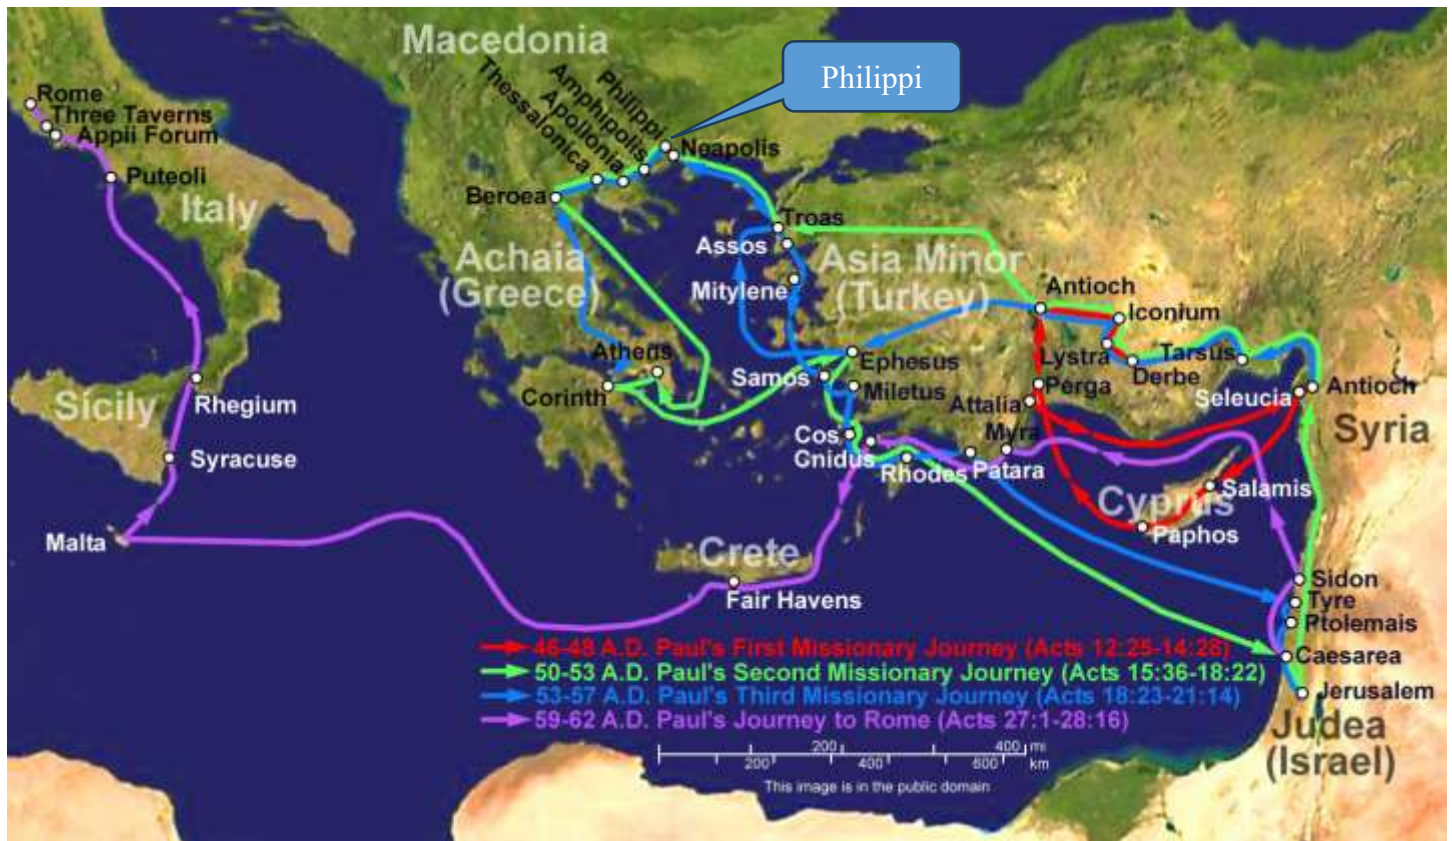 Macedonia
Philippi
Philippi
Amphipolis
Apollonia
Thessalonica
Neapolis
Beroea
Rome
Three Taverns
Appii Forum
Puteoli
Italy
Troas
Assos
Achaia
(Greece)
Asia Minor
(Turkey)
Mitylene
Antioch
Iconium
Athens
Ephesus
Lystra
Tarsus
Derbe
Samos
Miletus
Perga
Corinth
Attalia
Seleucia
Antioch
Sicily
Rhegium
Syria
Cos
Myra
Cnidus
Rhodes
Patara
Syracuse
Cyprus
Salamis
Paphos
Malta
Crete
Fair Havens
Sidon
Tyre
Ptolemais
Caesarea
Jerusalem
Judea
(Israel)
46-48 A.D. Paul's First Missionary Journey (Acts 12:25-14:28)
50-53 A.D. Paul's Second Missionary Journey (Acts 15:36-18:22)
53-57 A.D. Paul's Third Missionary Journey (Acts 18:23-21:14)
59-62 A.D. Paul's Journey to Rome (Acts 27:1-28:16)
200 400 mi
200 400 600 km
This image is in the public domain